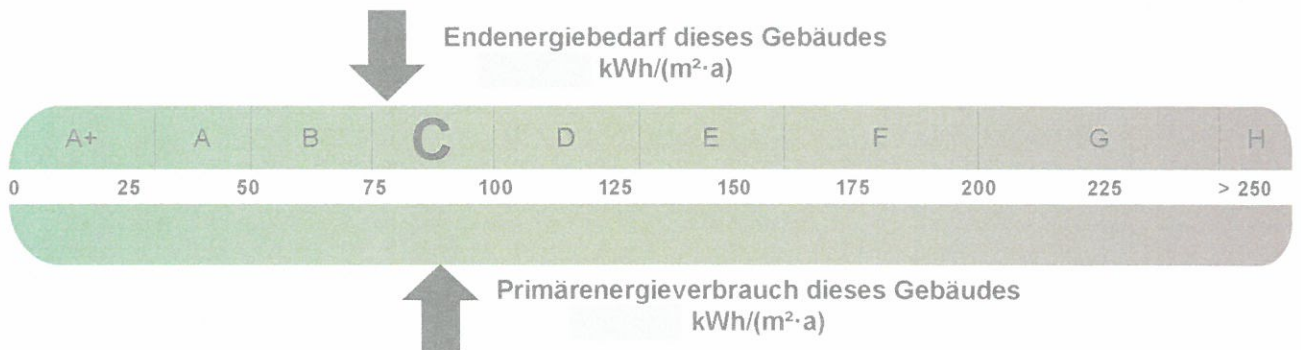 Endenergiebedarf dieses Gebäudes
kWh/(m²·a)
A+ A B C D E F G H
0 25 50 75 100 125 150 175 200 225 > 250
Primärenergieverbrauch dieses Gebäudes
kWh/(m²·a)